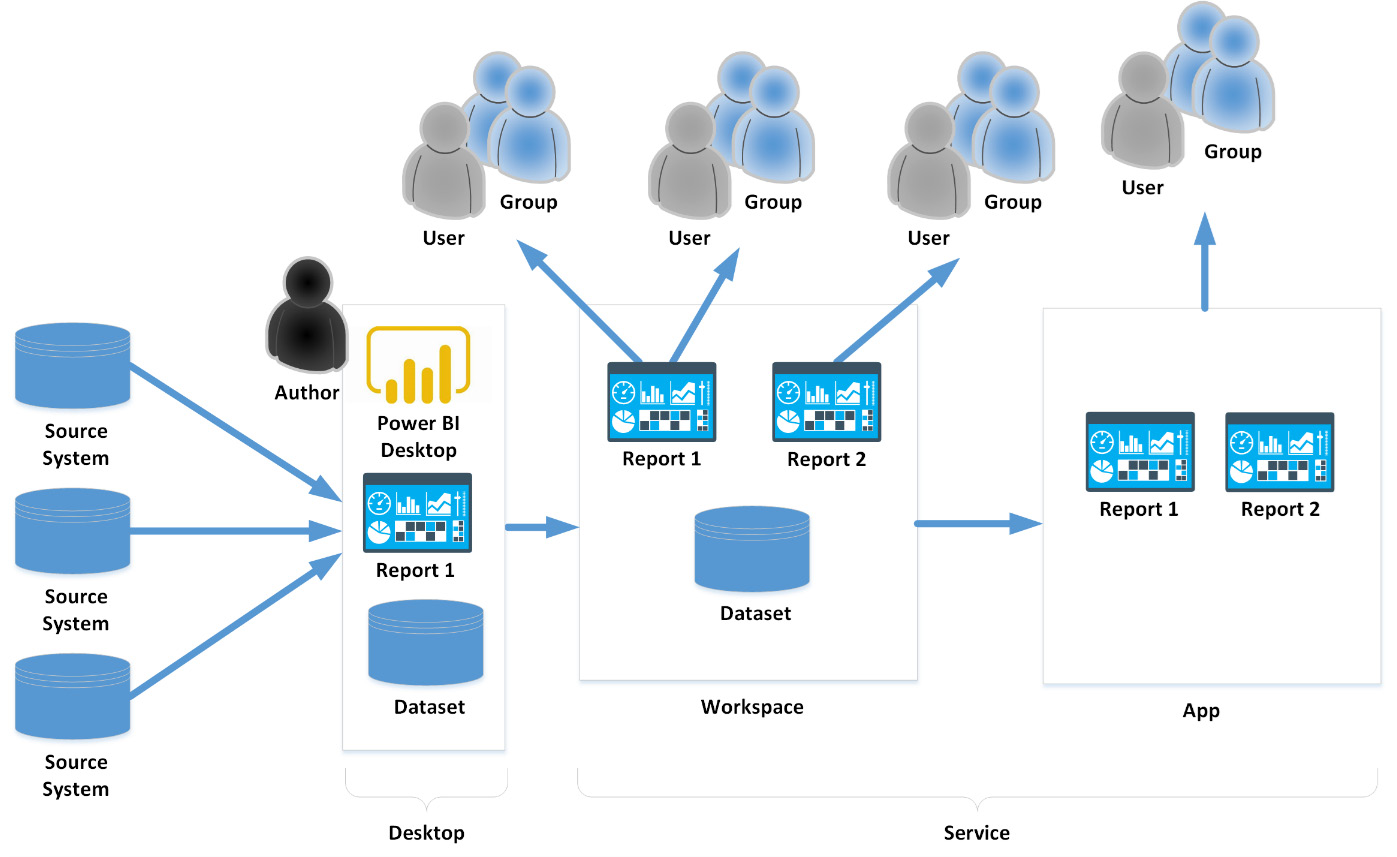 Group
User
Group
User
Group
User
Group
User
Author
Source
System
Source
System
Source
System
Power BI
Desktop
Report 1
Dataset
Report 1
Report 2
Dataset
Workspace
Report 1
Report 2
App
Desktop
Service